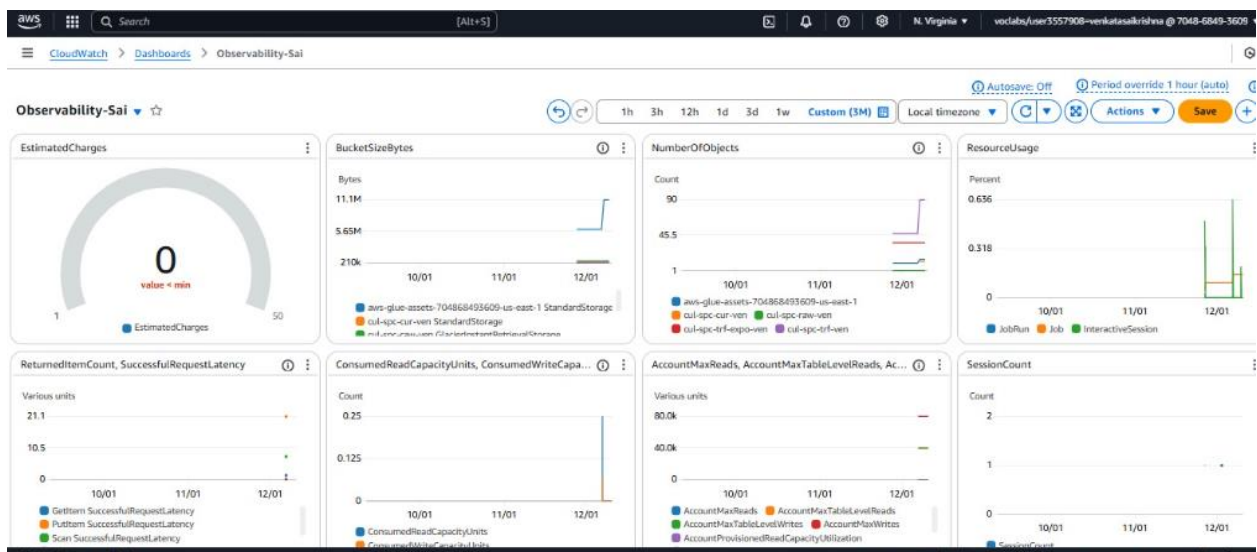 aws Search [Alt+S] N. Virginia voclabs/user3557908=venkatasaikrishna @ 7048-6849-3609
CloudWatch > Dashboards > Observability-Sai
Autosave: Off Period override 1 hour (auto)
Observability-Sai 1h 3h 12h 1d 3d 1w Custom (3M) Local timezone Actions Save
EstimatedCharges
0
value < min
1 50
EstimatedCharges
BucketSizeBytes
Bytes
11.1M
5.65M
210k
10/01 11/01 12/01
aws-glue-assets-704868493609-us-east-1 StandardStorage
cul-spc-cur-ven StandardStorage
cul-spc-raw-ven GlacierInstantRetrievalStorage
NumberOfObjects
Count
90
45.5
1
10/01 11/01 12/01
aws-glue-assets-704868493609-us-east-1
cul-spc-cur-ven cul-spc-raw-ven
cul-spc-trf-expo-ven cul-spc-trf-ven
ResourceUsage
Percent
0.636
0.318
0
10/01 11/01 12/01
JobRun Job InteractiveSession
ReturnedItemCount, SuccessfulRequestLatency
Various units
21.1
10.5
0
10/01 11/01 12/01
GetItem SuccessfulRequestLatency
PutItem SuccessfulRequestLatency
Scan SuccessfulRequestLatency
ConsumedReadCapacityUnits, ConsumedWriteCapa...
Count
0.25
0.125
0
10/01 11/01 12/01
ConsumedReadCapacityUnits
ConsumedWriteCapacityUnits
AccountMaxReads, AccountMaxTableLevelReads, Ac...
Various units
80.0k
40.0k
0
10/01 11/01 12/01
AccountMaxReads AccountMaxTableLevelReads
AccountMaxTableLevelWrites AccountMaxWrites
AccountProvisionedReadCapacityUtilization
SessionCount
Count
2
1
0
10/01 11/01 12/01
SessionCount